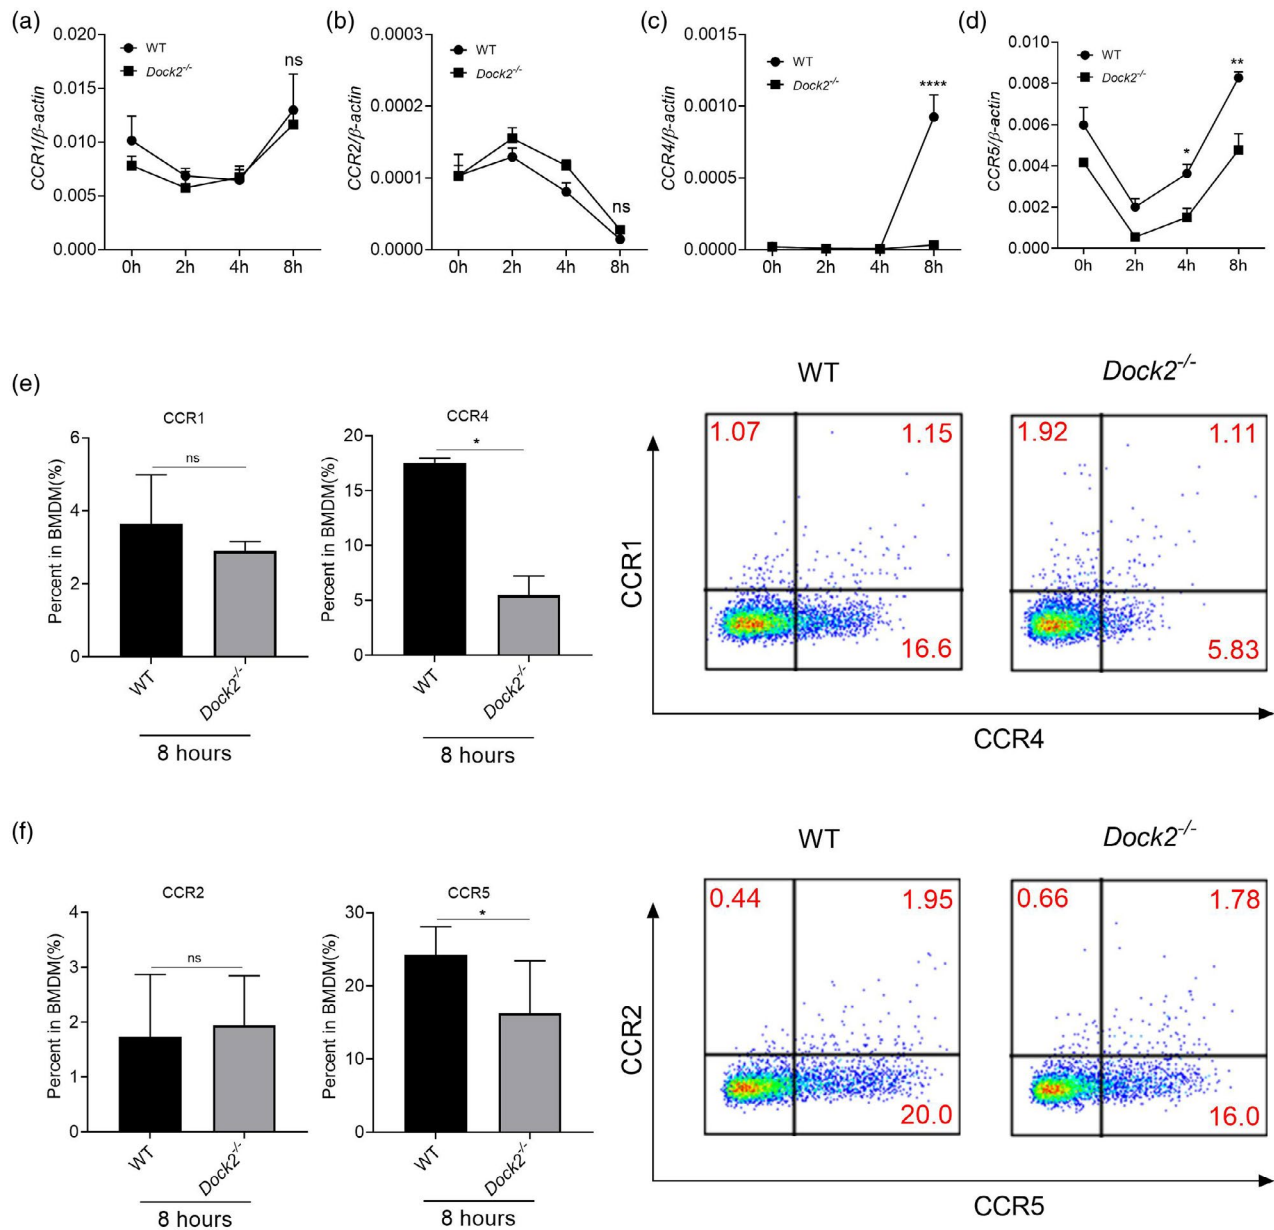 (a)
CCR1/β-actin
0.020
0.015
0.010
0.005
0.000
WT
Dock2-/-
ns
0h 2h 4h 8h
(b)
CCR2/β-actin
0.0003
0.0002
0.0001
0.0000
WT
Dock2-/-
ns
0h 2h 4h 8h
(c)
CCR4/β-actin
0.0015
0.0010
0.0005
0.0000
WT
Dock2-/-
****
0h 2h 4h 8h
(d)
CCR5/β-actin
0.010
0.008
0.006
0.004
0.002
0.000
WT
Dock2-/-
*
**
0h 2h 4h 8h
(e)
CCR1
Percent in BMDM(%)
6
4
2
0
ns
WT
Dock2-/-
8 hours
CCR4
Percent in BMDM(%)
20
15
10
5
0
*
WT
Dock2-/-
8 hours
WT
Dock2-/-
CCR1
1.07 1.15
16.6
1.92 1.11
5.83
CCR4
(f)
CCR2
Percent in BMDM(%)
4
3
2
1
0
ns
WT
Dock2-/-
8 hours
CCR5
Percent in BMDM(%)
30
20
10
0
*
WT
Dock2-/-
8 hours
WT
Dock2-/-
CCR2
0.44 1.95
20.0
0.66 1.78
16.0
CCR5